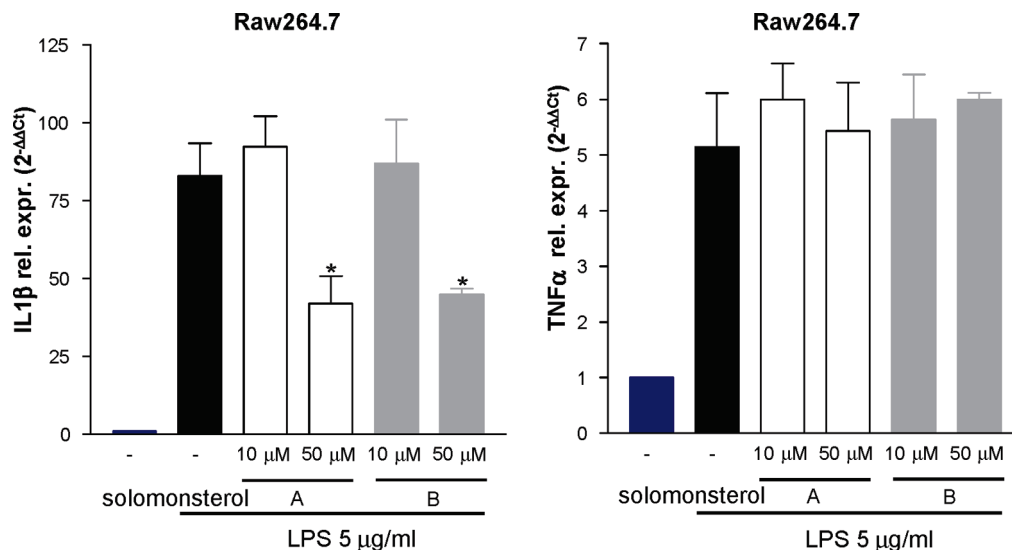 Raw264.7
125
100
75
50
25
0
IL1β rel. expr. (2-ΔΔCt)
*
*
- - 10 μM 50 μM 10 μM 50 μM
solomonsterol A B
LPS 5 μg/ml
Raw264.7
7
6
5
4
3
2
1
0
TNFα rel. expr. (2-ΔΔCt)
- - 10 μM 50 μM 10 μM 50 μM
solomonsterol A B
LPS 5 μg/ml